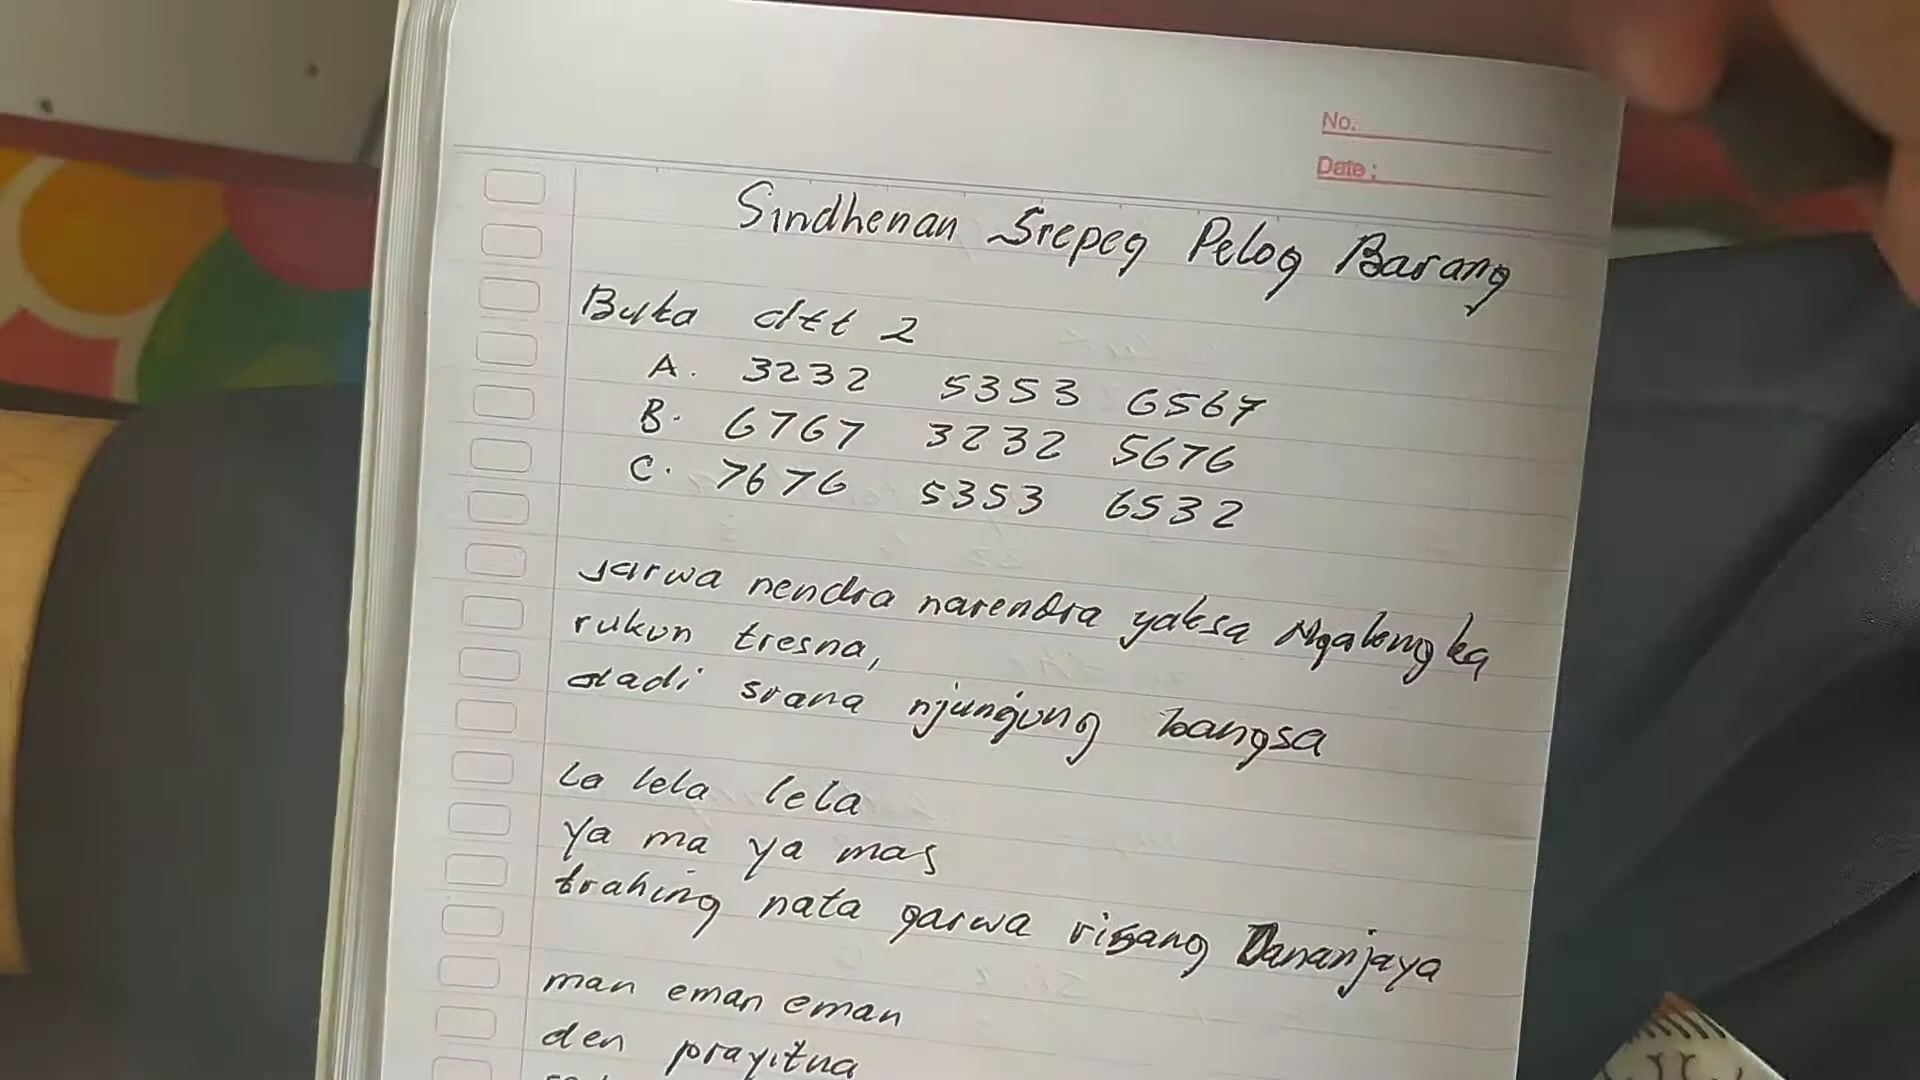 No.
Date :
Sindhenan Srepeg Pelog Barang
Buka dtt 2
A. 3232 5353 6567
B. 6767 3232 5676
C. 7676 5353 6532
sarwa nendra narendra yaksa Ngalengka
rukun tresna,
dadi srana njungjung bangsa
La lela lela
Ya ma ya mas
trahing nata garwa risang Dananjaya
man eman eman
den prayitna